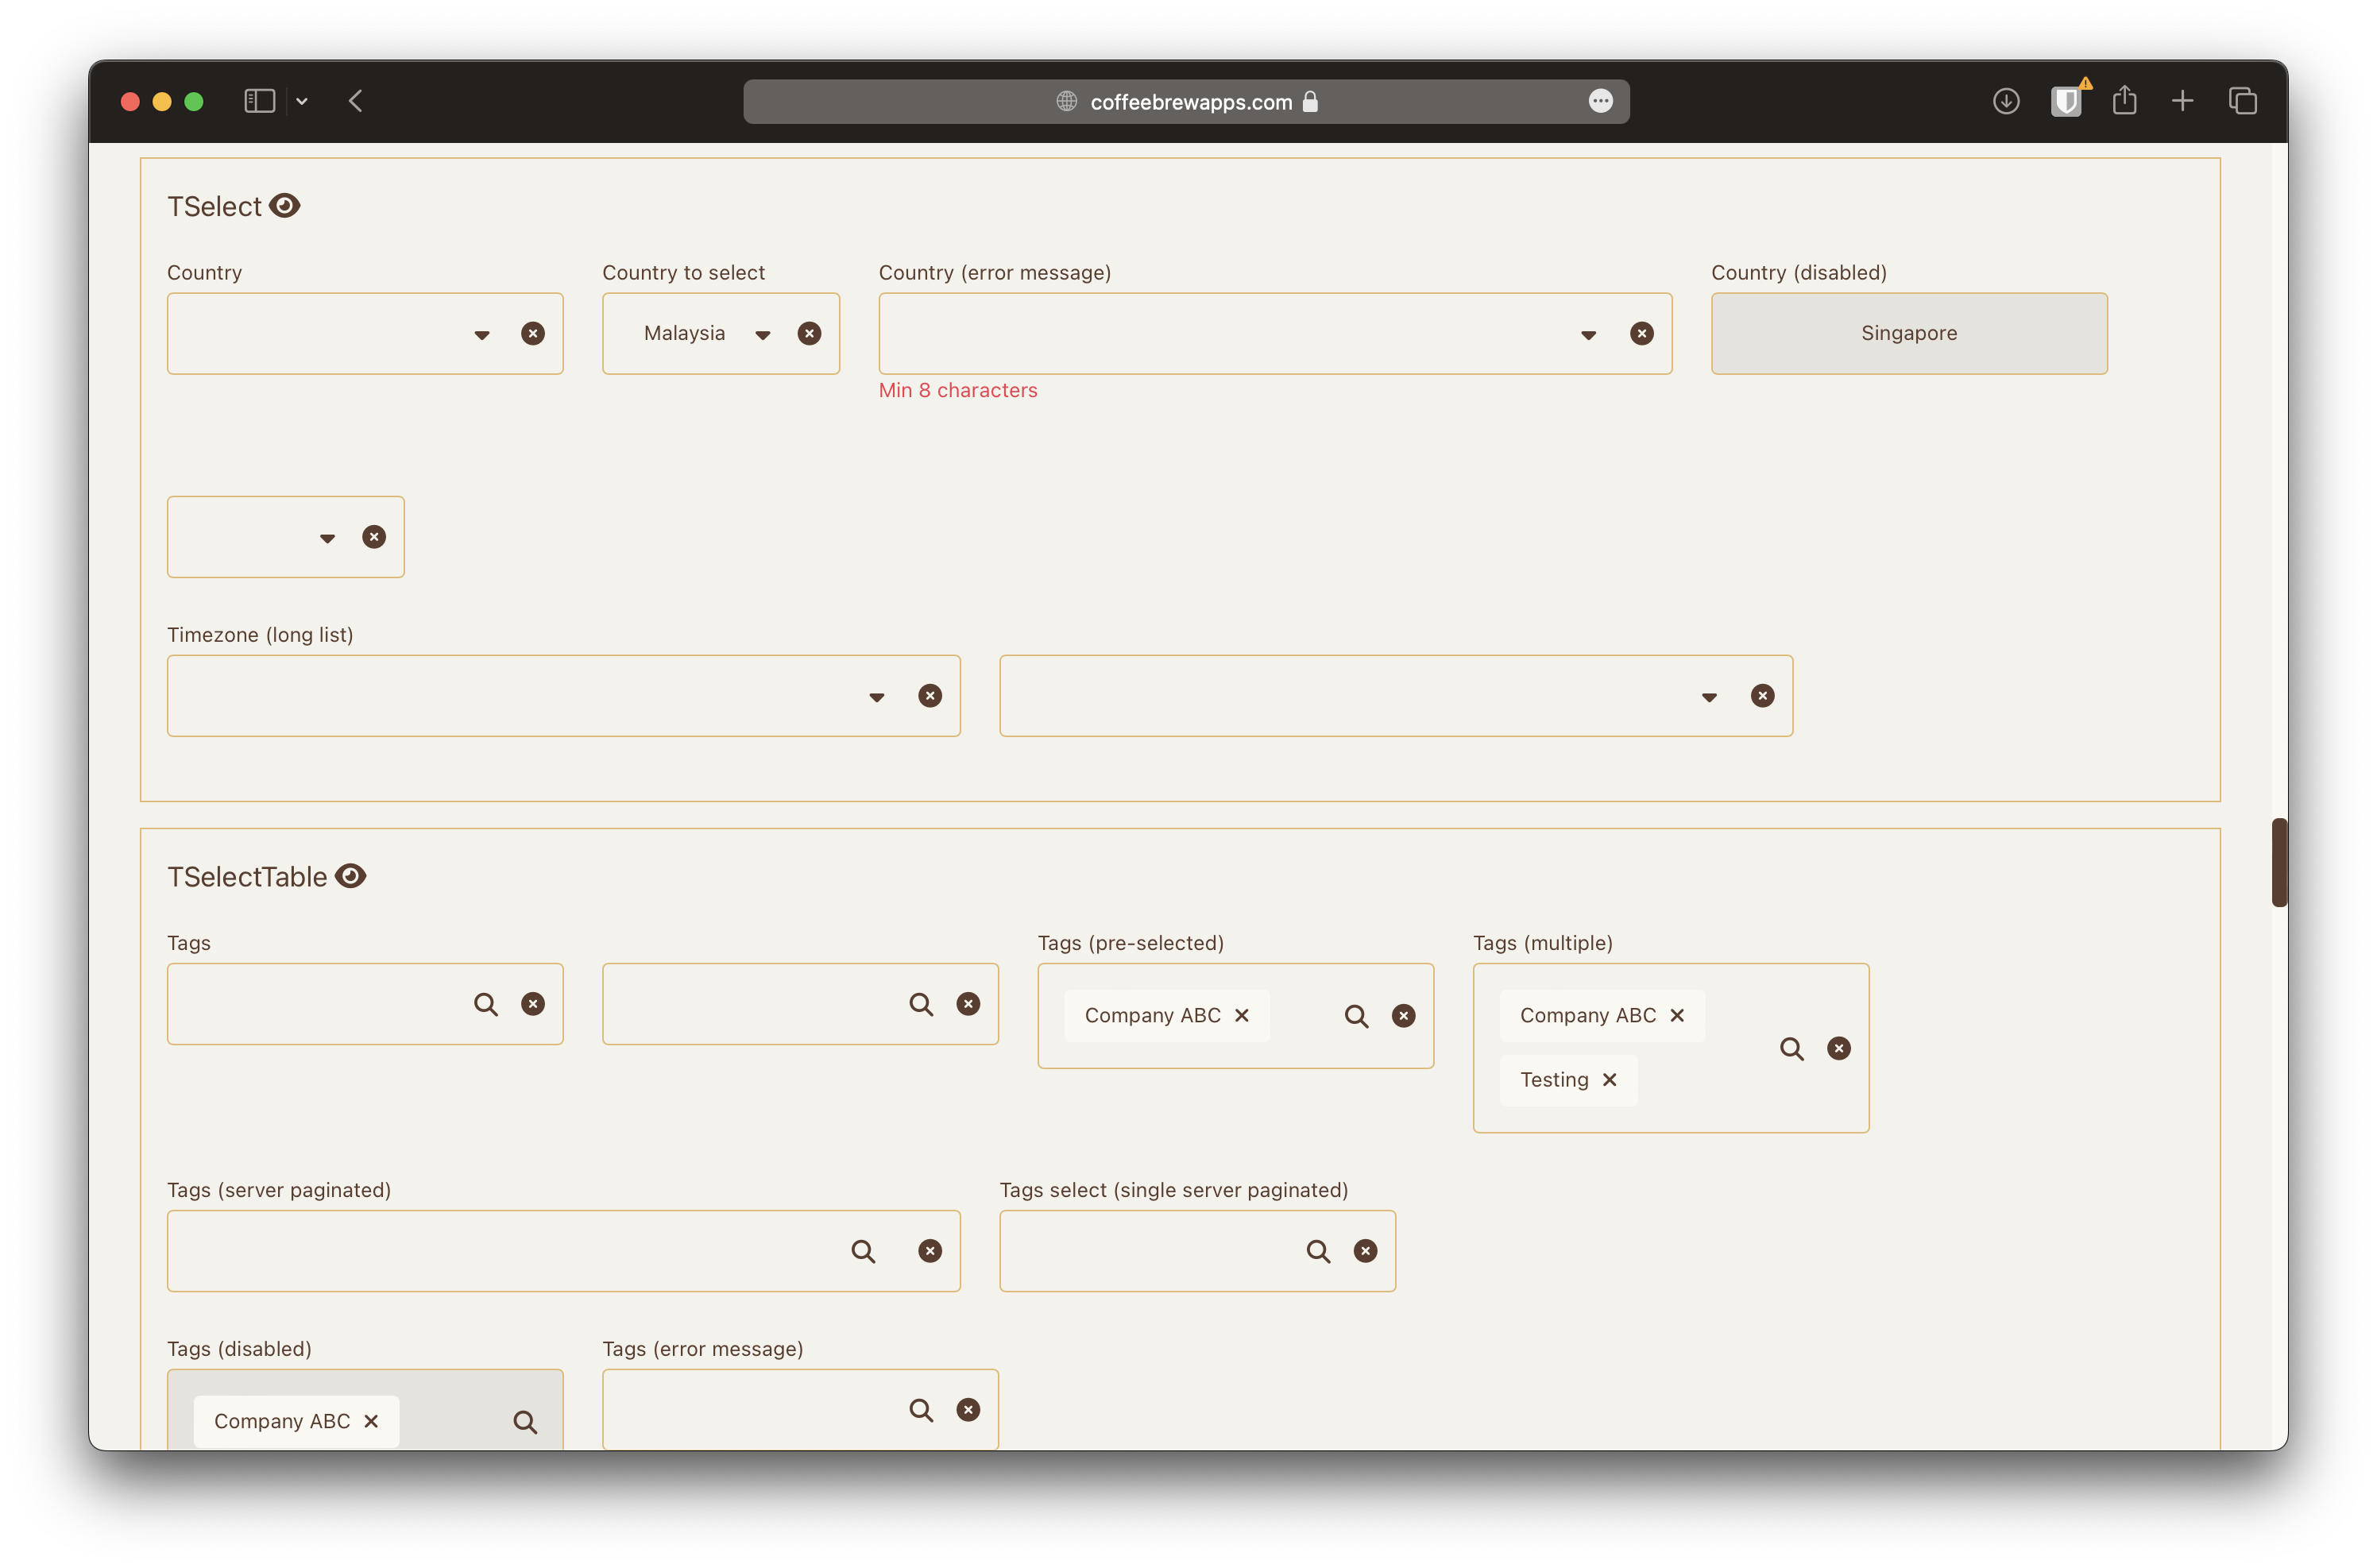 coffeebrewapps.com
TSelect
Country
Country to select
Country (error message)
Country (disabled)
Malaysia
Singapore
Min 8 characters
Timezone (long list)
TSelectTable
Tags
Tags (pre-selected)
Tags (multiple)
Company ABC
Company ABC
Testing
Tags (server paginated)
Tags select (single server paginated)
Tags (disabled)
Tags (error message)
Company ABC